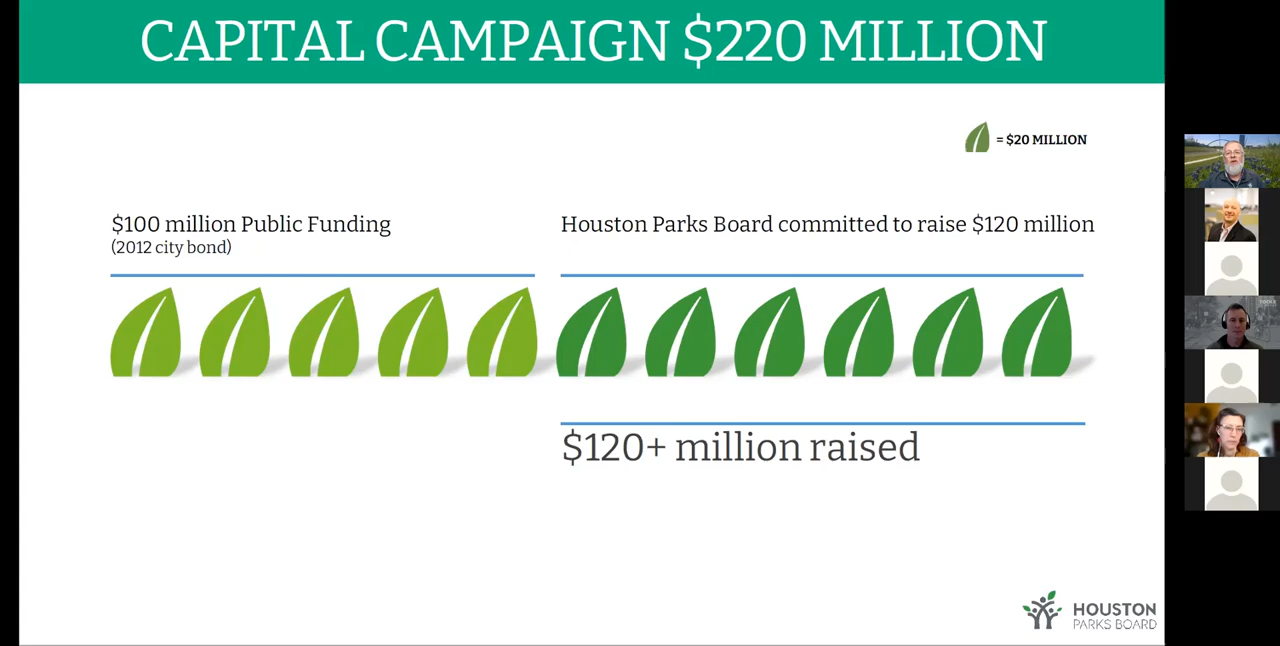 CAPITAL CAMPAIGN $220 MILLION
= $20 MILLION
$100 million Public Funding
(2012 city bond)
Houston Parks Board committed to raise $120 million
$120+ million raised
HOUSTON
PARKS BOARD